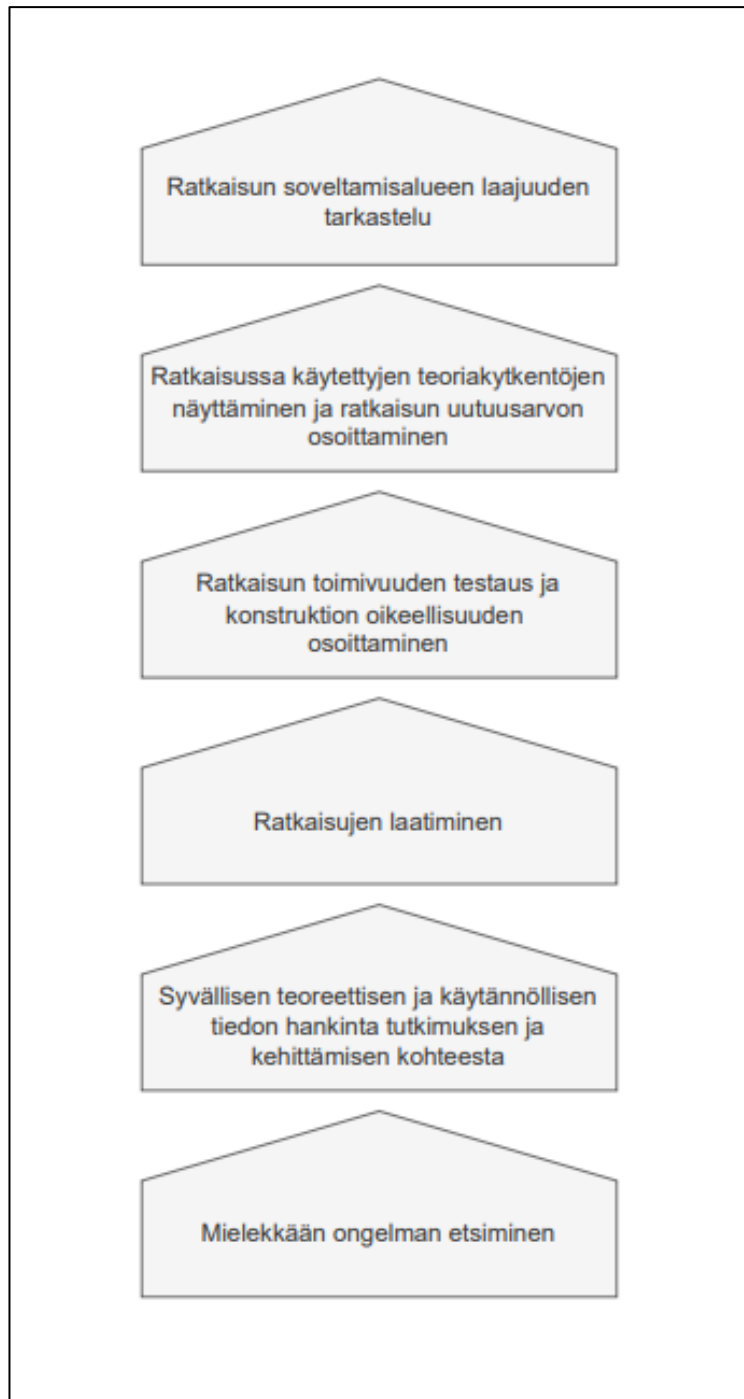 Ratkaisun soveltamisalueen laajuuden
tarkastelu
Ratkaisussa käytettyjen teoriakytkentöjen
näyttäminen ja ratkaisun uutuusarvon
osoittaminen
Ratkaisun toimivuuden testaus ja
konstruktion oikeellisuuden
osoittaminen
Ratkaisujen laatiminen
Syvällisen teoreettisen ja käytännöllisen
tiedon hankinta tutkimuksen ja
kehittämisen kohteesta
Mielekkään ongelman etsiminen